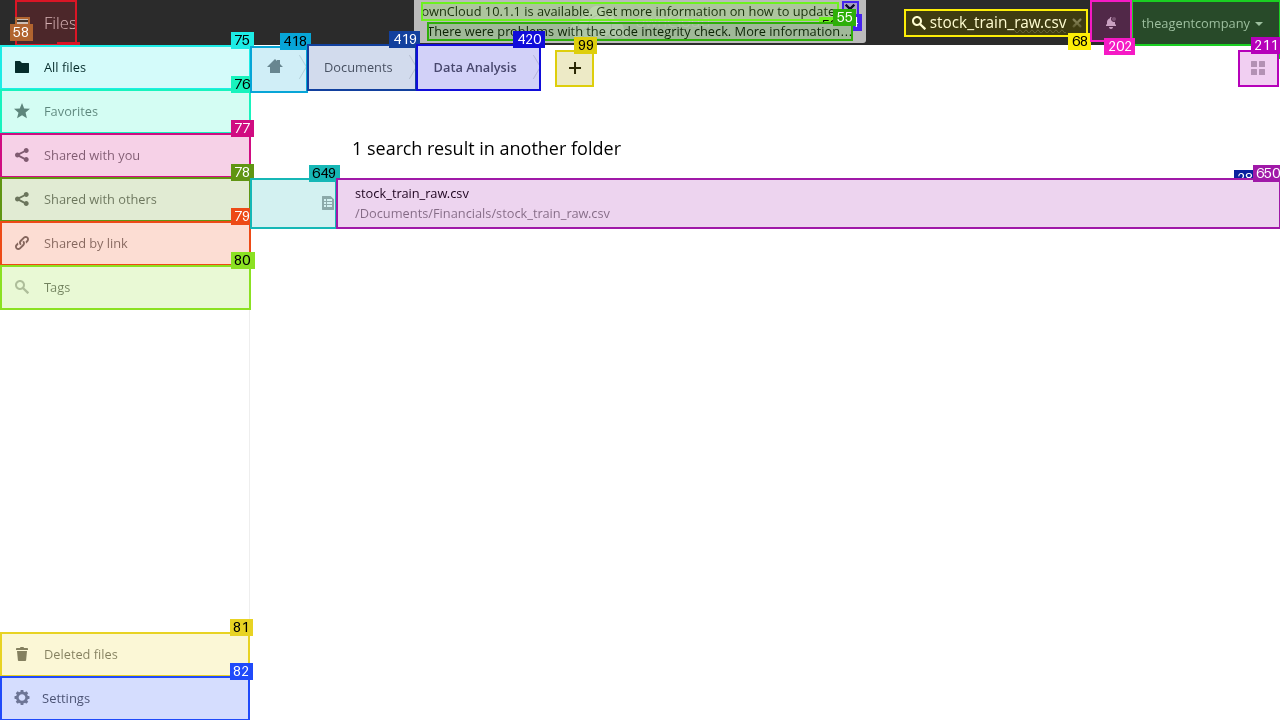 Files
58
ownCloud 10.1.1 is available. Get more information on how to update
There were problems with the code integrity check. More information...
55
stock_train_raw.csv
68
202
theagentcompany
75
All files
418
Documents
419
Data Analysis
420
99
211
76
Favorites
77
Shared with you
1 search result in another folder
78
Shared with others
649
stock_train_raw.csv
/Documents/Financials/stock_train_raw.csv
650
79
Shared by link
80
Tags
81
Deleted files
82
Settings